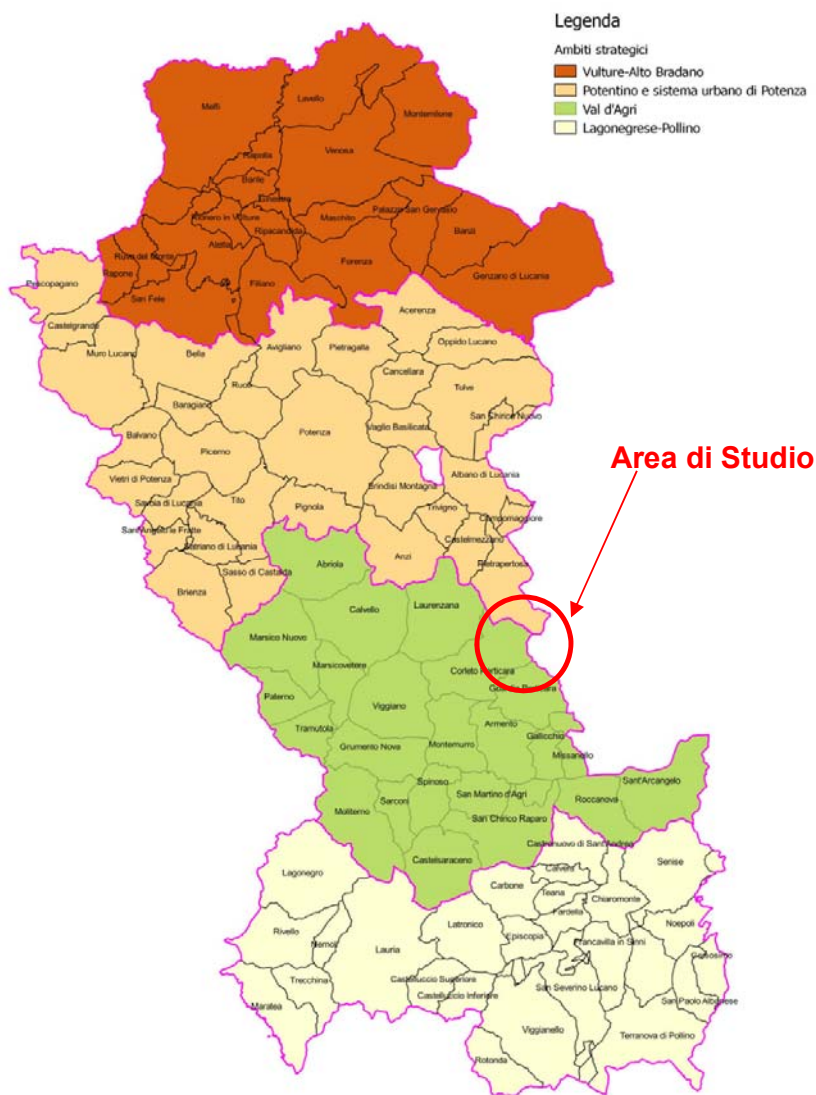 Legenda
Ambiti strategici
Vulture-Alto Bradano
Potentino e sistema urbano di Potenza
Val d'Agri
Lagonegrese-Pollino
Melfi
Lavello
Montemilone
Rapolla
Venosa
Barile
Ginestra
Rionero in Vulture
Maschito
Palazzo San Gervasio
Ripacandida
Banzi
Atella
Ruvo del Monte
Forenza
Rapone
Genzano di Lucania
Filiano
San Fele
Pescopagano
Castelgrande
Acerenza
Muro Lucano
Bella
Avigliano
Pietragalla
Oppido Lucano
Cancellara
Ruoti
Tolve
Baragiano
San Chirico Nuovo
Balvano
Potenza
Vaglio Basilicata
Picerno
Area di Studio
Vietri di Potenza
Albano di Lucania
Brindisi Montagna
Tito
Savoia di Lucania
Pignola
Trivigno
Campomaggiore
Sant'Angelo le Fratte
Castelmezzano
Satriano di Lucania
Anzi
Pietrapertosa
Abriola
Sasso di Castalda
Brienza
Calvello
Laurenzana
Marsico Nuovo
Marsicovetere
Corleto Perticara
Guardia Perticara
Paterno
Viggiano
Armento
Tramutola
Gallicchio
Grumento Nova
Montemurro
Missanello
Spinoso
Sant'Arcangelo
San Martino d'Agri
Sarconi
Roccanova
Moliterno
San Chirico Raparo
Castelsaraceno
Castronuovo di Sant'Andrea
Lagonegro
Calvera
Senise
Carbone
Teana
Chiaromonte
Fardella
Latronico
Noepoli
Rivello
Episcopia
Nemoli
Lauria
Francavilla in Sinni
Cersosimo
Trecchina
Castelluccio Superiore
San Severino Lucano
Castelluccio Inferiore
San Paolo Albanese
Maratea
Viggianello
Terranova di Pollino
Rotonda